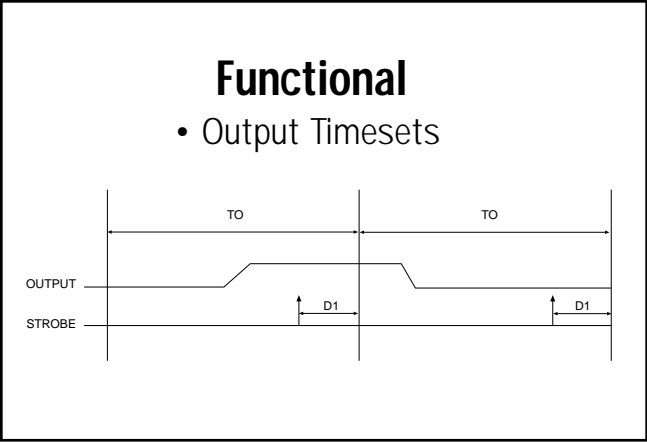 Functional
• Output Timesets
TO TO
OUTPUT
D1 D1
STROBE